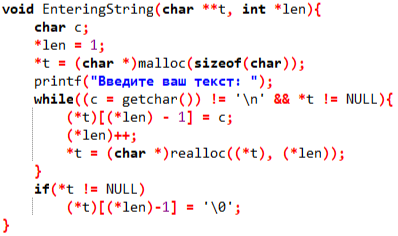 void EnteringString(char **t, int *len){
    char c;
    *len = 1;
    *t = (char *)malloc(sizeof(char));
    printf("Введите ваш текст: ");
    while((c = getchar()) != '\n' && *t != NULL){
        (*t)[(*len) - 1] = c;
        (*len)++;
        *t = (char *)realloc((*t), (*len));
    }
    if(*t != NULL)
        (*t)[(*len)-1] = '\0';
}